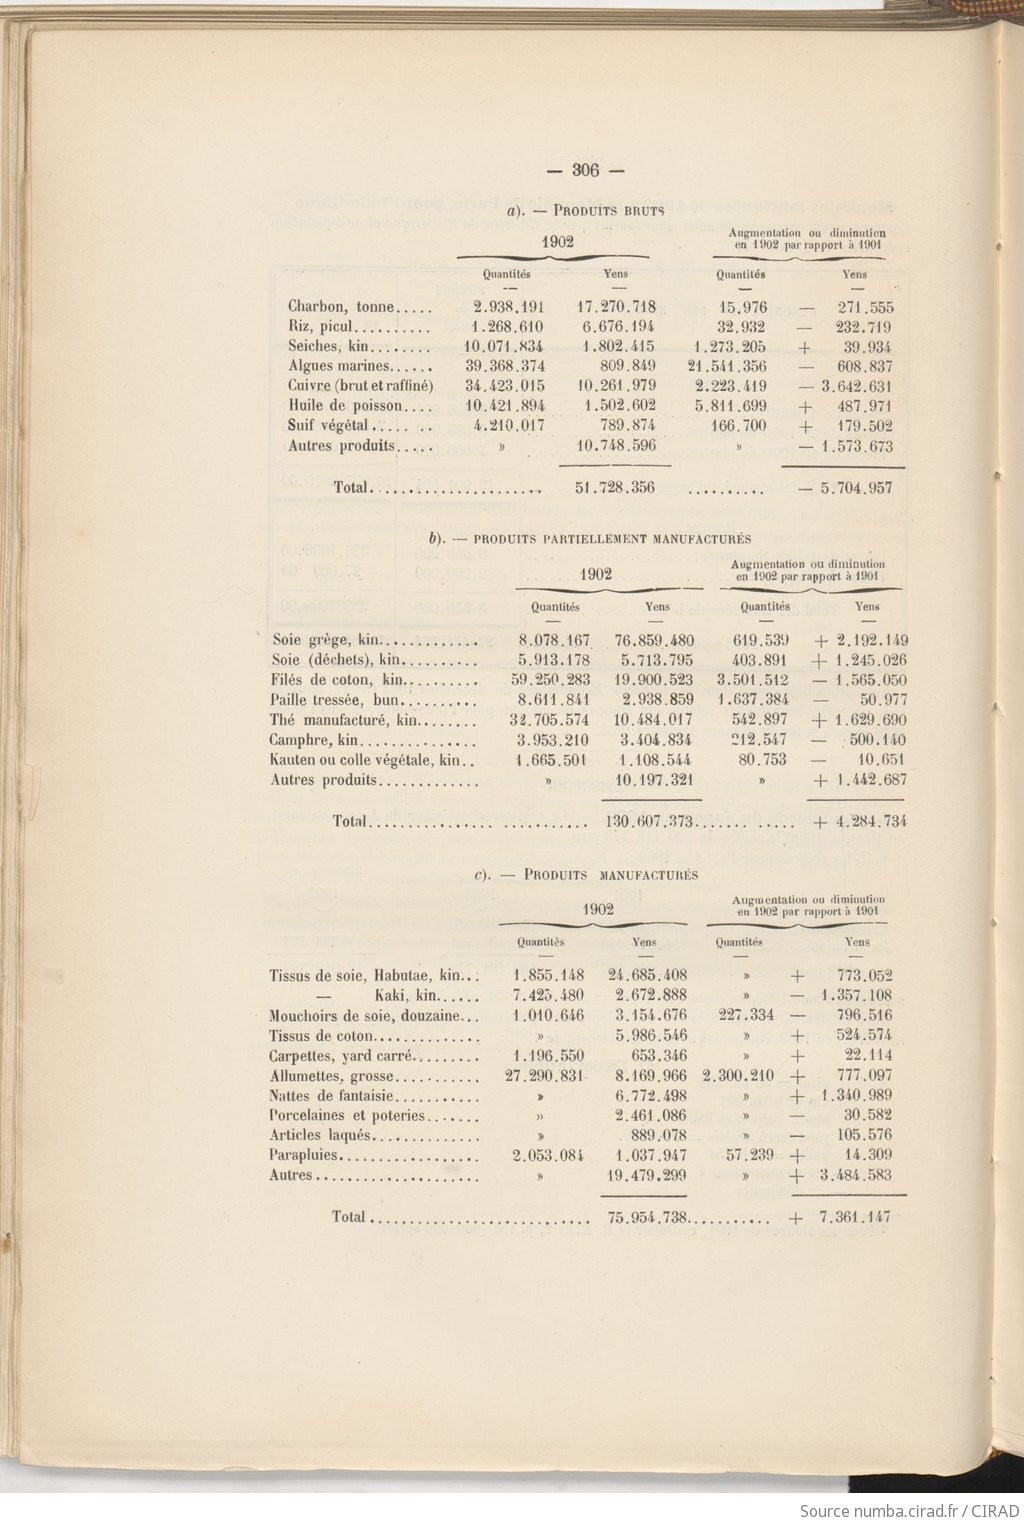 — 306 —
a). — PRODUITS BRUTS
1902 Augmentation ou diminution
en 1902 par rapport à 1901
Quantités Yens Quantités Yens
Charbon, tonne..... 2.938.191 17.270.718 15.976 — 271.555
Riz, picul.......... 1.268.610 6.676.194 32.932 — 232.719
Seiches, kin........ 10.071.834 1.802.415 1.273.205 + 39.934
Algues marines...... 39.368.374 809.849 21.541.356 — 608.837
Cuivre (brut et raffiné) 34.423.015 10.261.979 2.223.419 — 3.642.631
Huile de poisson.... 10.421.894 1.502.602 5.811.699 + 487.971
Suif végétal..... .. 4.210.017 789.874 166.700 + 179.502
Autres produits..... » 10.748.596 » — 1.573.673
Total...................... 51.728.356 .......... — 5.704.957
b). — PRODUITS PARTIELLEMENT MANUFACTURÉS
1902 Augmentation ou diminution
en 1902 par rapport à 1901
Quantités Yens Quantités Yens
Soie grège, kin............. 8.078.167 76.859.480 619.539 + 2.192.149
Soie (déchets), kin.......... 5.913.178 5.713.795 403.891 + 1.245.026
Filés de coton, kin.......... 59.250.283 19.900.523 3.501.512 — 1.565.050
Paille tressée, bun.......... 8.611.841 2.938.859 1.637.384 — 50.977
Thé manufacturé, kin........ 32.705.574 10.484.017 542.897 + 1.629.690
Camphre, kin............... 3.953.210 3.404.834 212.547 — 500.140
Kauten ou colle végétale, kin.. 1.665.501 1.108.544 80.753 — 10.651
Autres produits............. » 10.197.321 » + 1.442.687
Total................ ........... 130.607.373....... ..... + 4.284.734
c). — PRODUITS MANUFACTURÉS
1902 Augmentation ou diminution
en 1902 par rapport à 1901
Quantités Yens Quantités Yens
Tissus de soie, Habutae, kin... 1.855.148 24.685.408 » + 773.052
— Kaki, kin...... 7.425.480 2.672.888 » — 1.357.108
Mouchoirs de soie, douzaine... 1.010.646 3.154.676 227.334 — 796.516
Tissus de coton.............. » 5.986.546 » + 524.574
Carpettes, yard carré......... 1.196.550 653.346 » + 22.114
Allumettes, grosse........... 27.290.831 8.169.966 2.300.210 + 777.097
Nattes de fantaisie........... » 6.772.498 » + 1.340.989
Porcelaines et poteries....... » 2.461.086 » — 30.582
Articles laqués.............. » 889.078 » — 105.576
Parapluies.................. 2.053.084 1.037.947 57.239 + 14.309
Autres..................... » 19.479.299 » + 3.484.583
Total............................ 75.954.738........... + 7.361.147
Source numba.cirad.fr / CIRAD